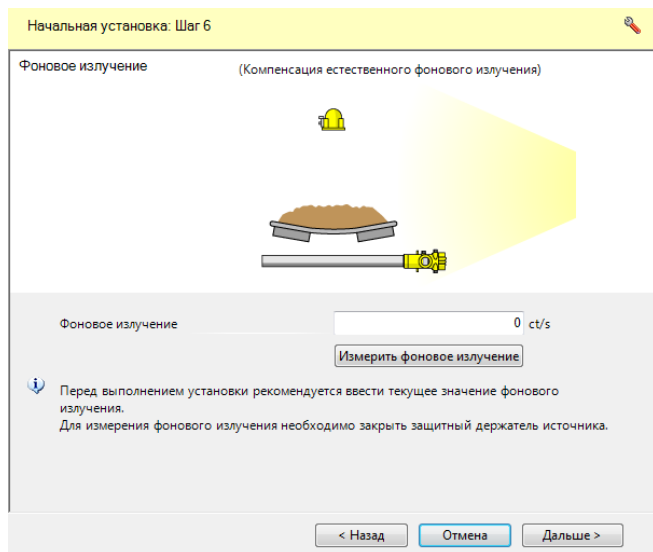 Начальная установка: Шаг 6
Фоновое излучение
(Компенсация естественного фонового излучения)
Фоновое излучение 0 ct/s
Измерить фоновое излучение
Перед выполнением установки рекомендуется ввести текущее значение фонового
излучения.
Для измерения фонового излучения необходимо закрыть защитный держатель источника.
< Назад Отмена Дальше >